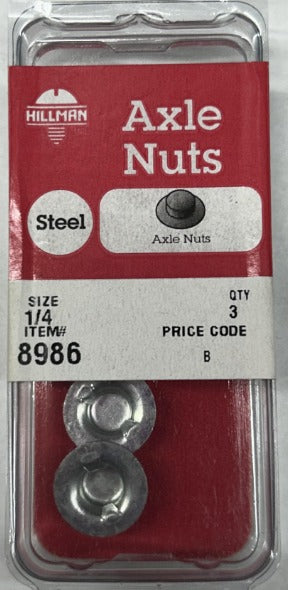 HILLMAN
Axle
Nuts
Steel
Axle Nuts
SIZE QTY
1/4 3
ITEM# PRICE CODE
8986 B